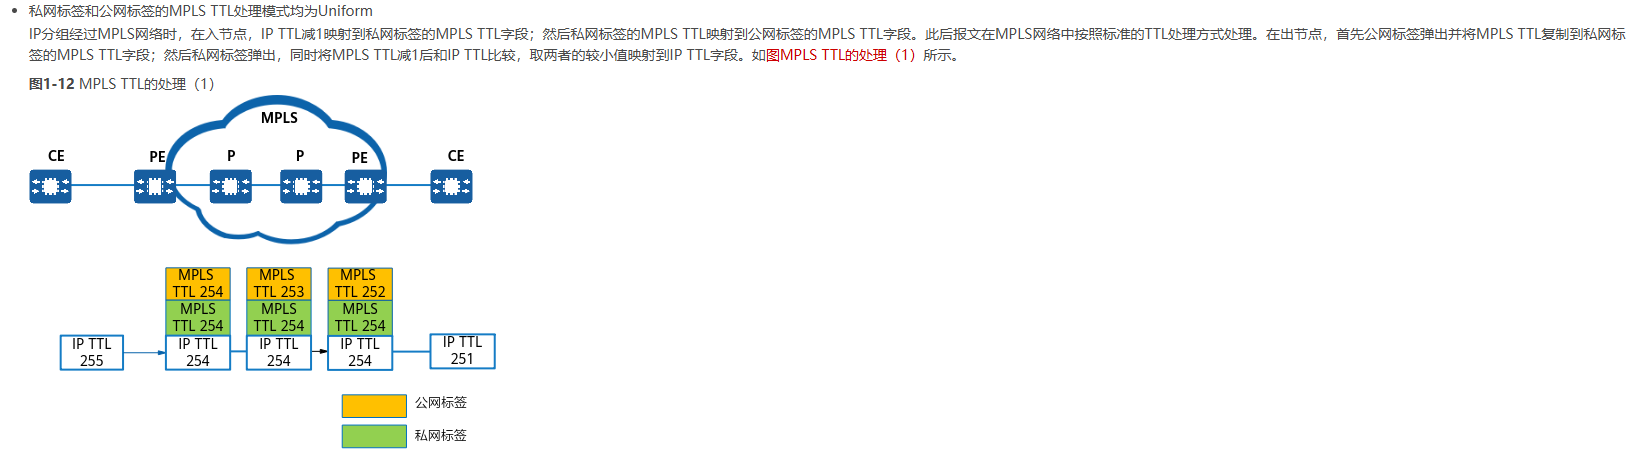 私网标签和公网标签的MPLS TTL处理模式均为Uniform
IP分组经过MPLS网络时，在入节点，IP TTL减1映射到私网标签的MPLS TTL字段；然后私网标签的MPLS TTL映射到公网标签的MPLS TTL字段。此后报文在MPLS网络中按照标准的TTL处理方式处理。在出节点，首先公网标签弹出并将MPLS TTL复制到私网标
签的MPLS TTL字段；然后私网标签弹出，同时将MPLS TTL减1后和IP TTL比较，取两者的较小值映射到IP TTL字段。如图MPLS TTL的处理（1）所示。
图1-12 MPLS TTL的处理（1）
MPLS
CE PE P P PE CE
MPLS MPLS MPLS
TTL 254 TTL 253 TTL 252
MPLS MPLS MPLS
TTL 254 TTL 254 TTL 254
IP TTL IP TTL IP TTL IP TTL IP TTL
255 254 254 254 251
公网标签
私网标签